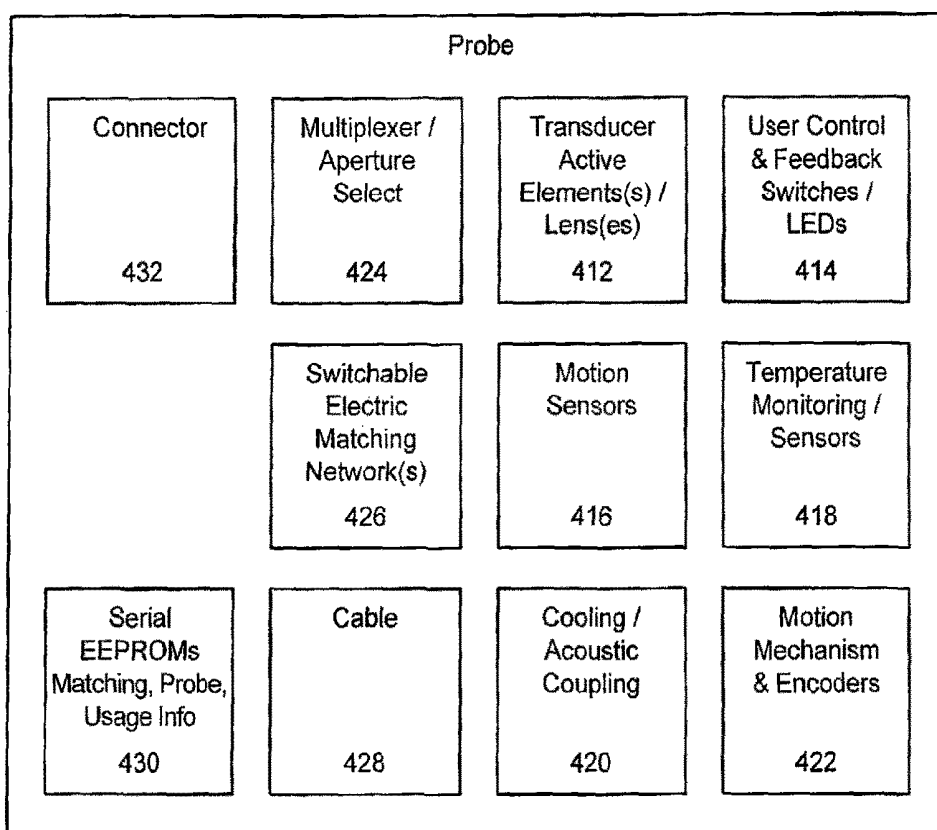 Probe
Connector
432
Multiplexer /
Aperture
Select
424
Transducer
Active
Elements(s) /
Lens(es)
412
User Control
& Feedback
Switches /
LEDs
414
Switchable
Electric
Matching
Network(s)
426
Motion
Sensors
416
Temperature
Monitoring /
Sensors
418
Serial
EEPROMs
Matching, Probe,
Usage Info
430
Cable
428
Cooling /
Acoustic
Coupling
420
Motion
Mechanism
& Encoders
422